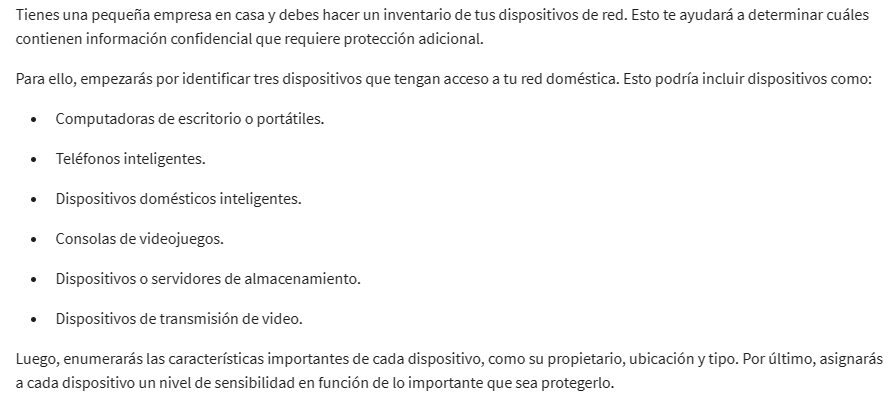 Tienes una pequeña empresa en casa y debes hacer un inventario de tus dispositivos de red. Esto te ayudará a determinar cuáles
contienen información confidencial que requiere protección adicional.
Para ello, empezarás por identificar tres dispositivos que tengan acceso a tu red doméstica. Esto podría incluir dispositivos como:
• Computadoras de escritorio o portátiles.
• Teléfonos inteligentes.
• Dispositivos domésticos inteligentes.
• Consolas de videojuegos.
• Dispositivos o servidores de almacenamiento.
• Dispositivos de transmisión de video.
Luego, enumerarás las características importantes de cada dispositivo, como su propietario, ubicación y tipo. Por último, asignarás
a cada dispositivo un nivel de sensibilidad en función de lo importante que sea protegerlo.